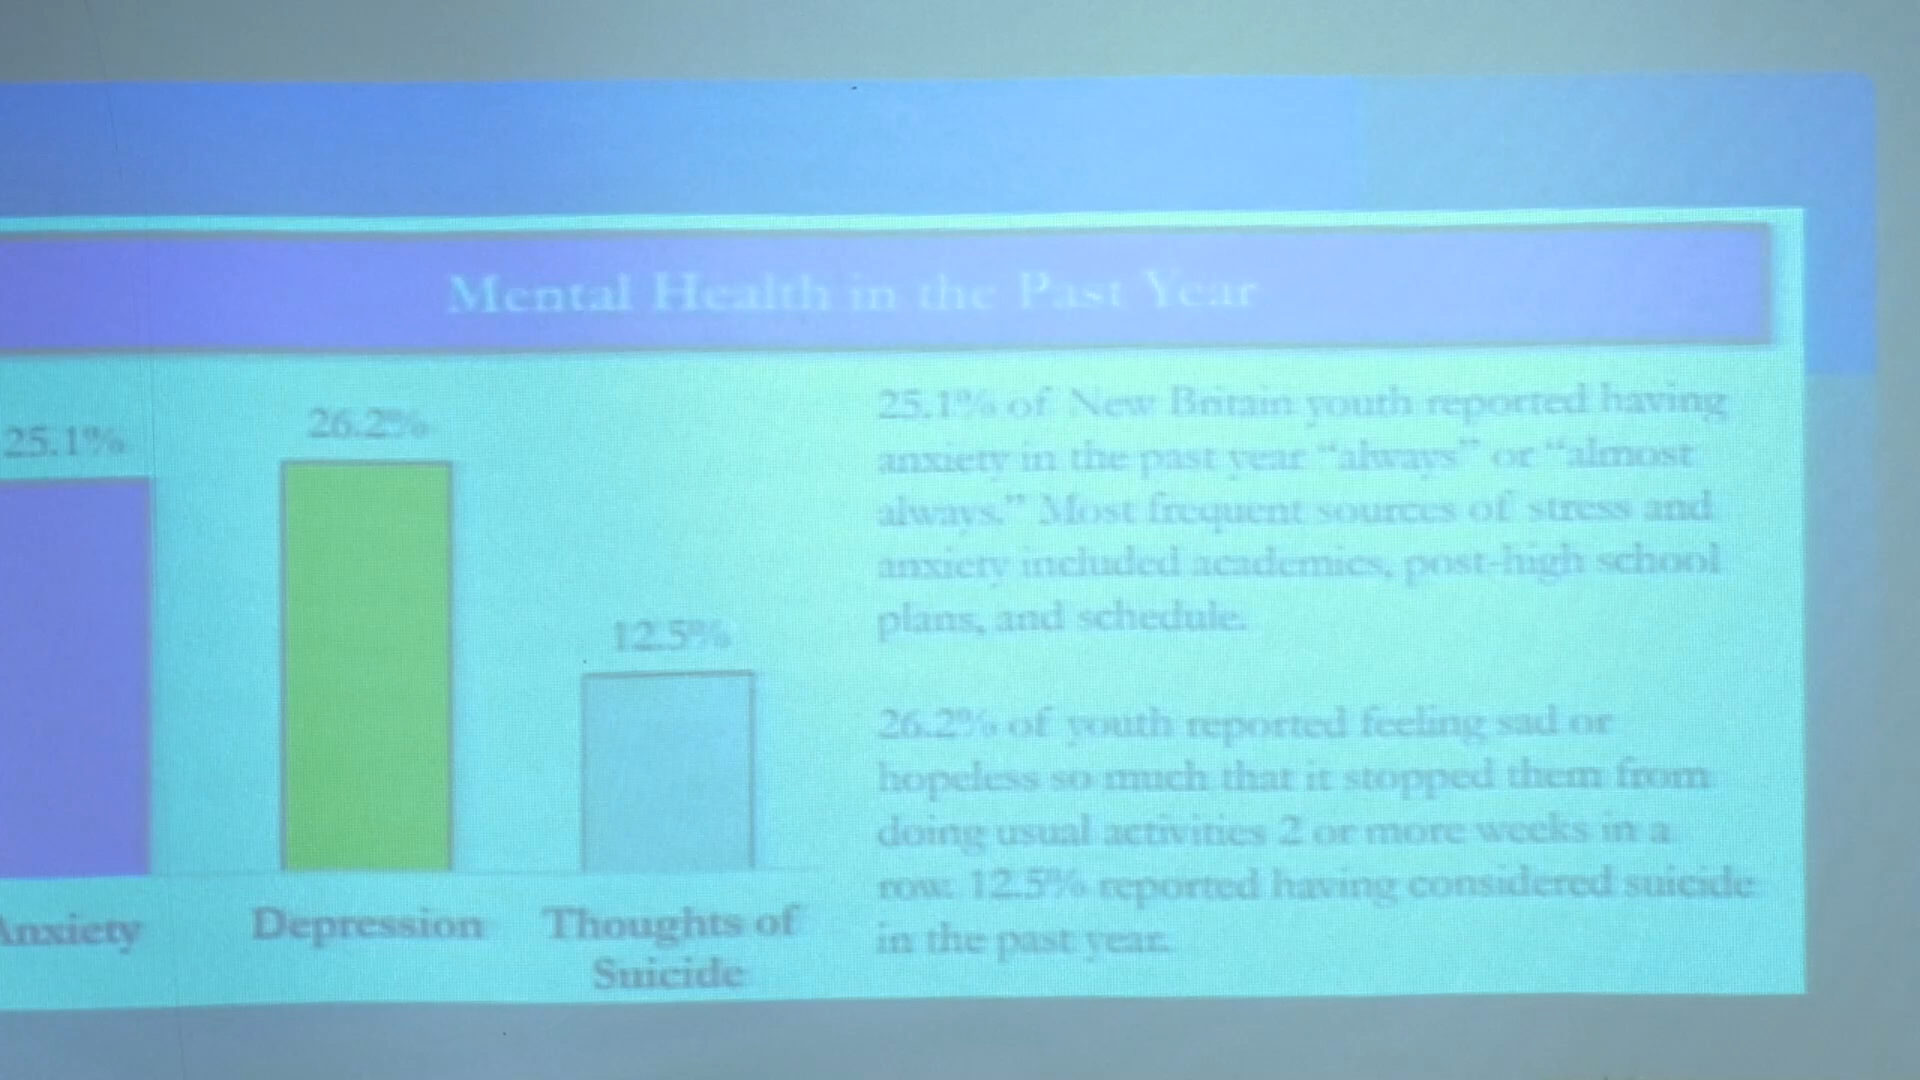 Mental Health in the Past Year
25.1%
26.2%
12.5%
Anxiety
Depression
Thoughts of
Suicide
25.1% of New Britain youth reported having
anxiety in the past year “always” or “almost
always.” Most frequent sources of stress and
anxiety included academics, post-high school
plans, and schedule.
26.2% of youth reported feeling sad or
hopeless so much that it stopped them from
doing usual activities 2 or more weeks in a
row. 12.5% reported having considered suicide
in the past year.